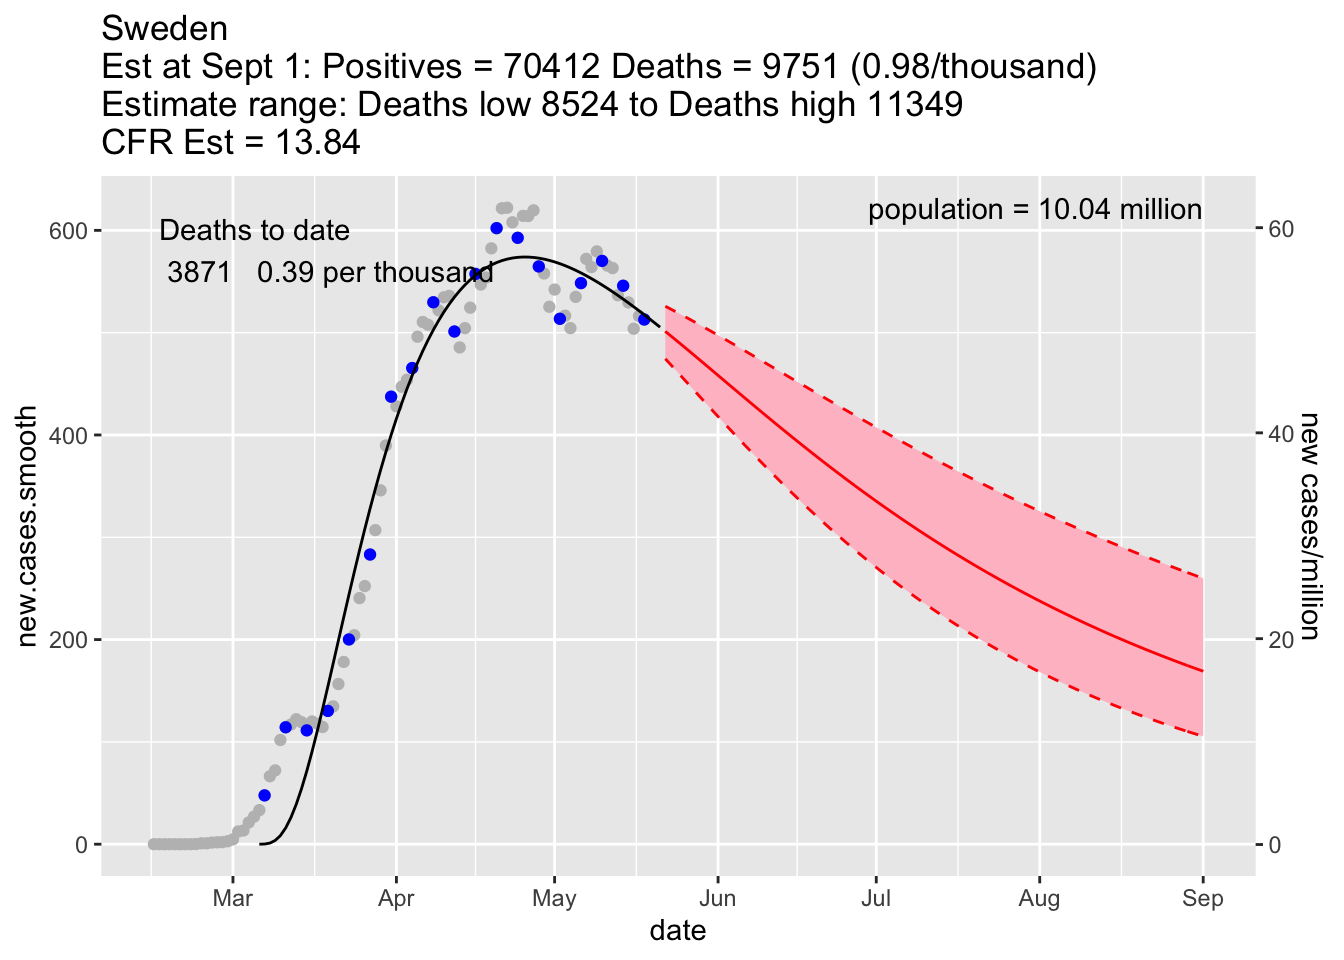 Sweden
Est at Sept 1: Positives = 70412 Deaths = 9751 (0.98/thousand)
Estimate range: Deaths low 8524 to Deaths high 11349
CFR Est = 13.84
population = 10.04 million
Deaths to date
3871 0.39 per thousand
new.cases.smooth
600
400
200
0
60
40
20
0
new cases/million
Mar Apr May Jun Jul Aug Sep
date